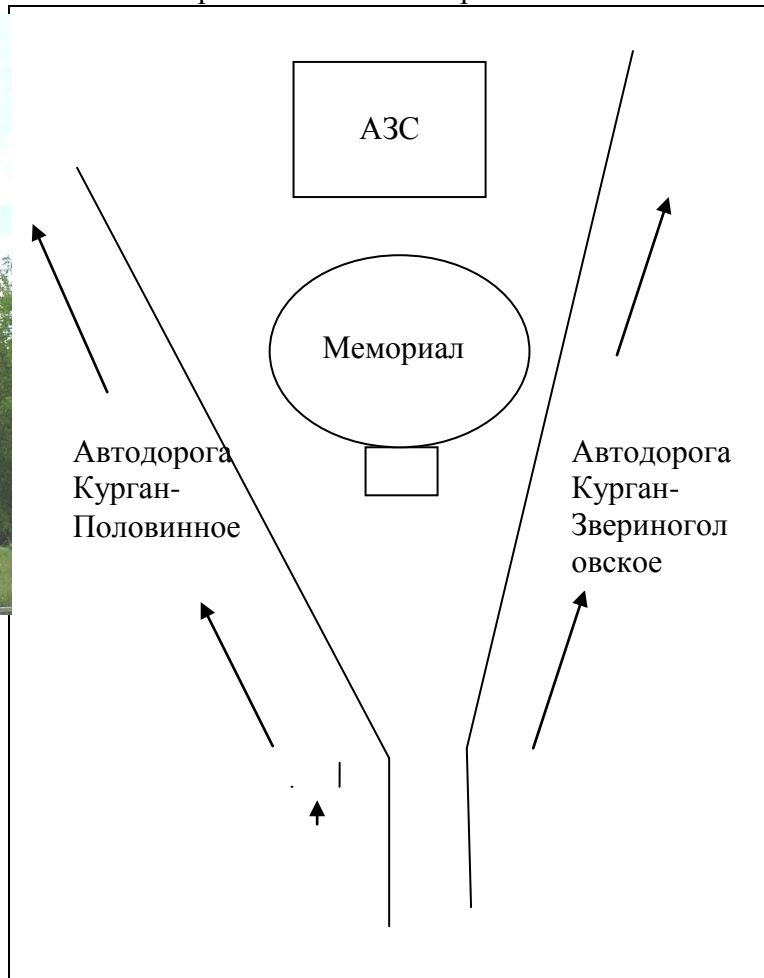 АЗС
Мемориал
Автодорога
Курган-
Половинное
Автодорога
Курган-
Звериногол
овское